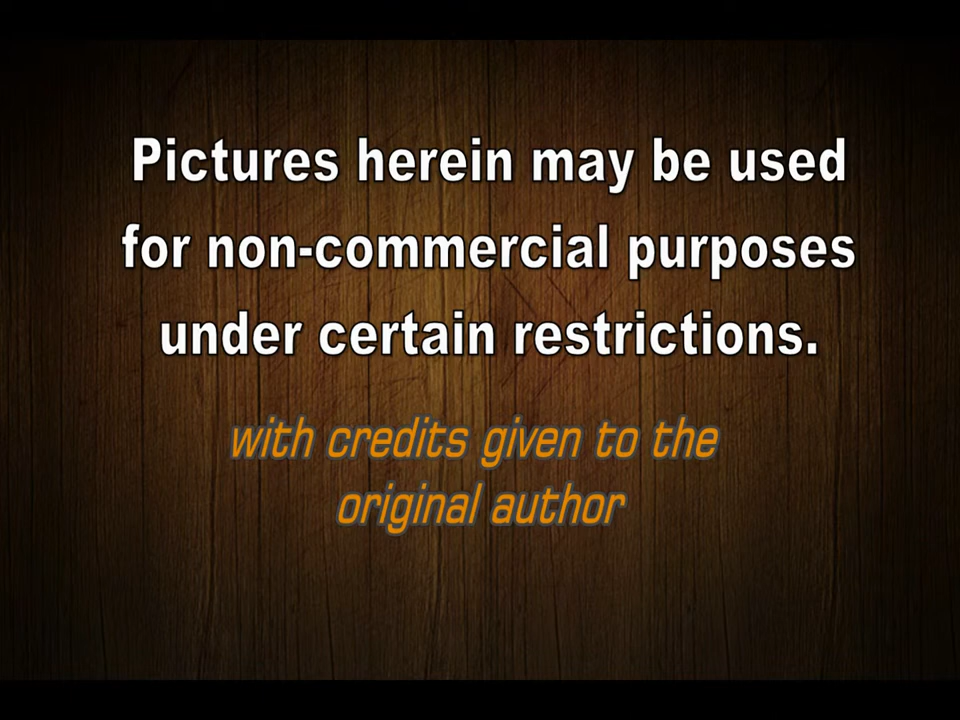 Pictures herein may be used
for non-commercial purposes
under certain restrictions.
with credits given to the
original author